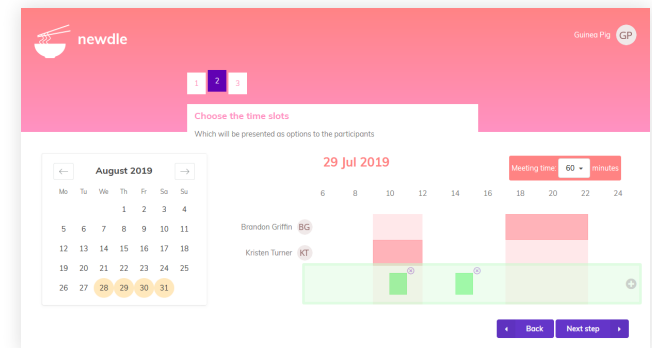 newdle
Guinea Pig GP
1 2 3
Choose the time slots
Which will be presented as options to the participants
← August 2019 →
Mo Tu We Th Fr Sa Su
1 2 3 4
5 6 7 8 9 10 11
12 13 14 15 16 17 18
19 20 21 22 23 24 25
26 27 28 29 30 31
29 Jul 2019
Meeting time: 60 minutes
6 8 10 12 14 16 18 20 22 24
Brandon Griffin BG
Kristen Turner KT
Back Next step